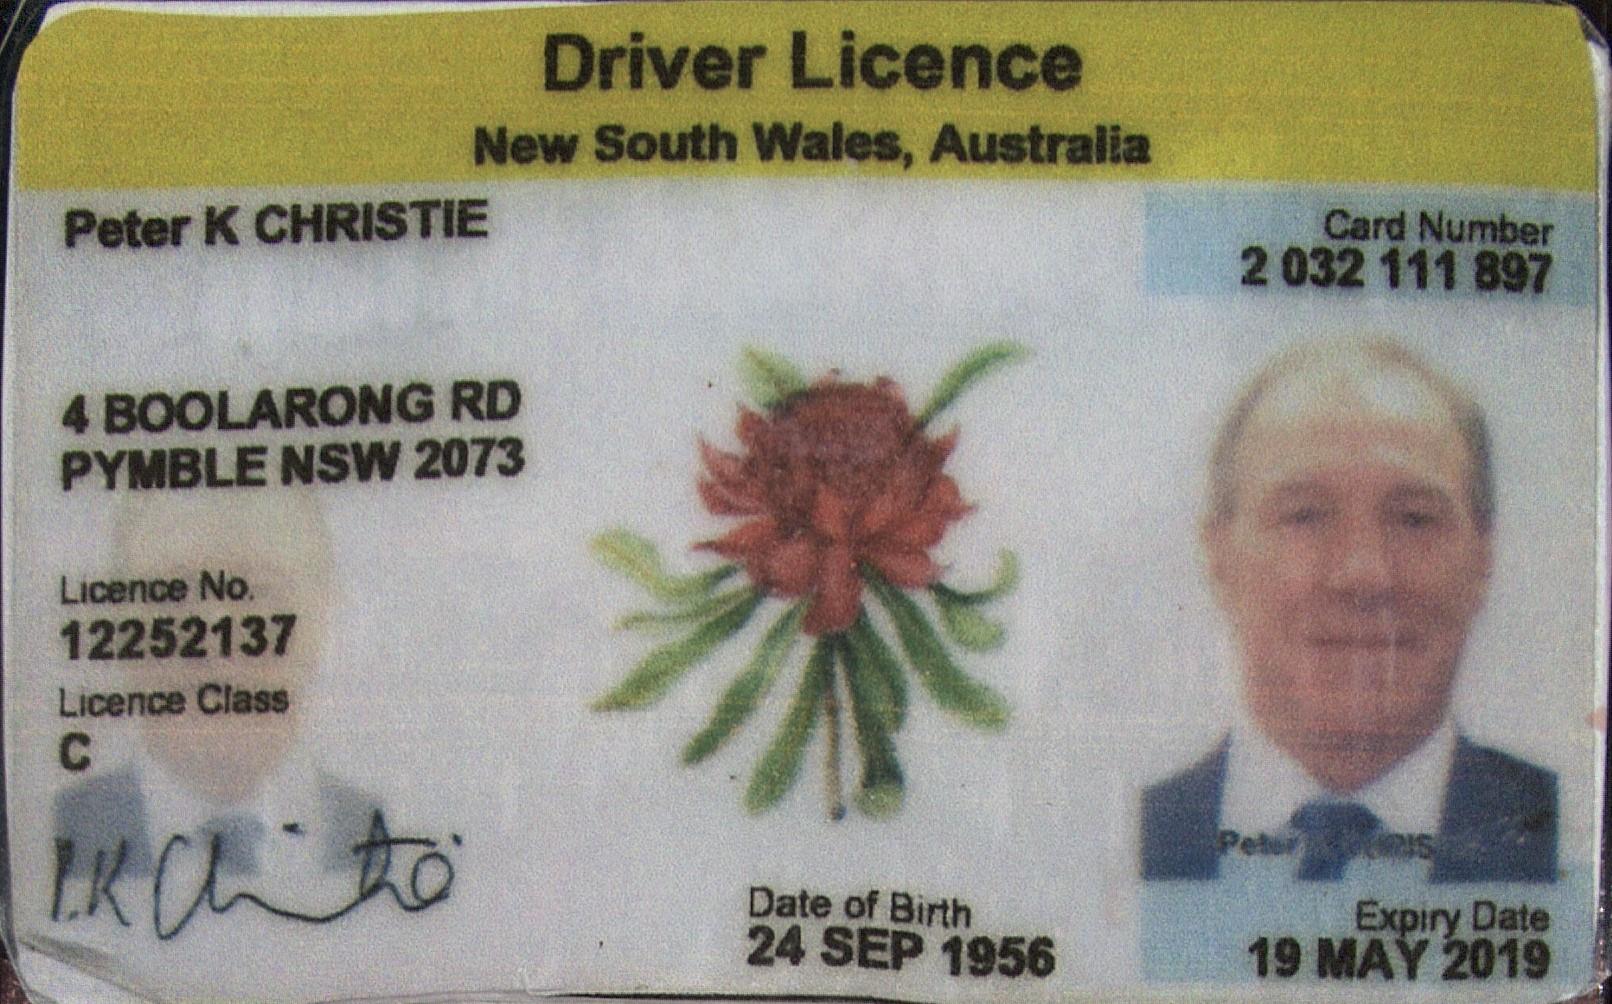 Driver Licence
New South Wales, Australia
Peter K CHRISTIE
Card Number
2 032 111 897
4 BOOLARONG RD
PYMBLE NSW 2073
Licence No.
12252137
Licence Class
C
P.K Christie
Peter
Date of Birth
24 SEP 1956
Expiry Date
19 MAY 2019